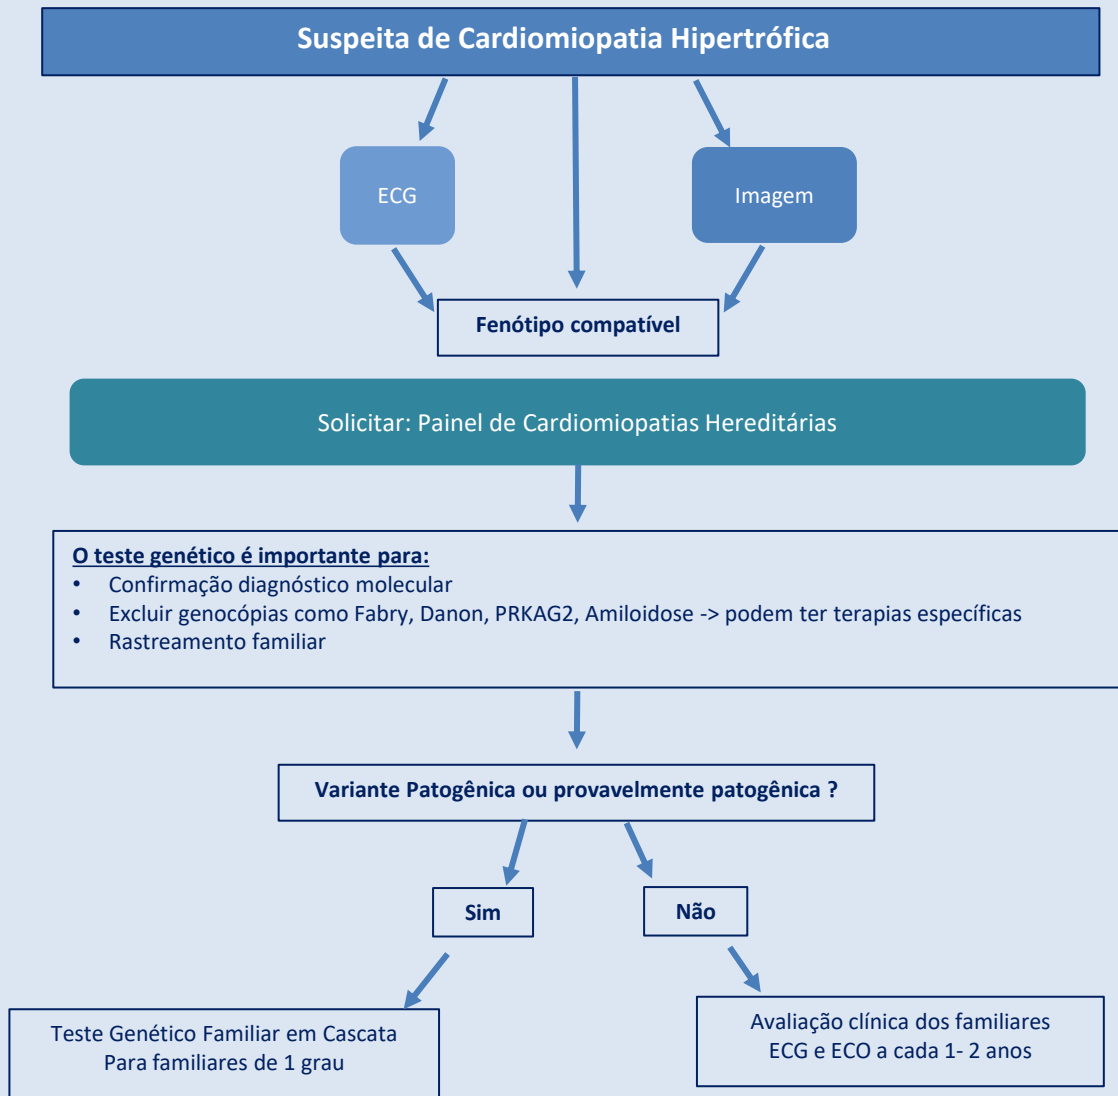 Suspeita de Cardiomiopatia Hipertrófica
ECG
Imagem
Fenótipo compatível
Solicitar: Painel de Cardiomiopatias Hereditárias
O teste genético é importante para:
• Confirmação diagnóstico molecular
• Excluir genocópias como Fabry, Danon, PRKAG2, Amiloidose -> podem ter terapias específicas
• Rastreamento familiar
Variante Patogênica ou provavelmente patogênica ?
Sim
Não
Teste Genético Familiar em Cascata
Para familiares de 1 grau
Avaliação clínica dos familiares
ECG e ECO a cada 1- 2 anos